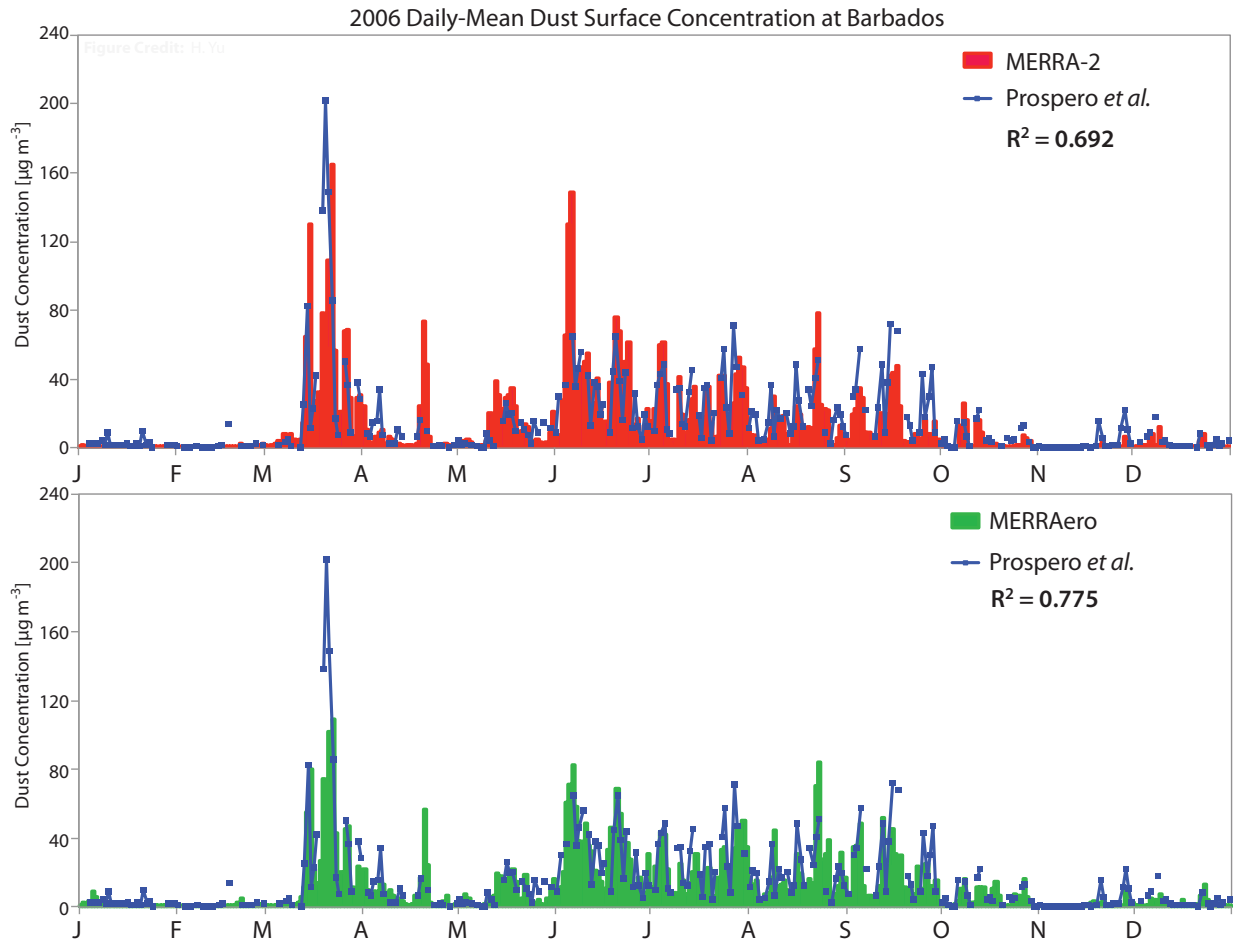 2006 Daily-Mean Dust Surface Concentration at Barbados
Figure Credit: H. Yu
Dust Concentration [µg m⁻³]
240
200
160
120
80
40
0
MERRA-2
Prospero et al.
R² = 0.692
J F M A M J J A S O N D
Dust Concentration [µg m⁻³]
240
200
160
120
80
40
0
MERRAero
Prospero et al.
R² = 0.775
J F M A M J J A S O N D